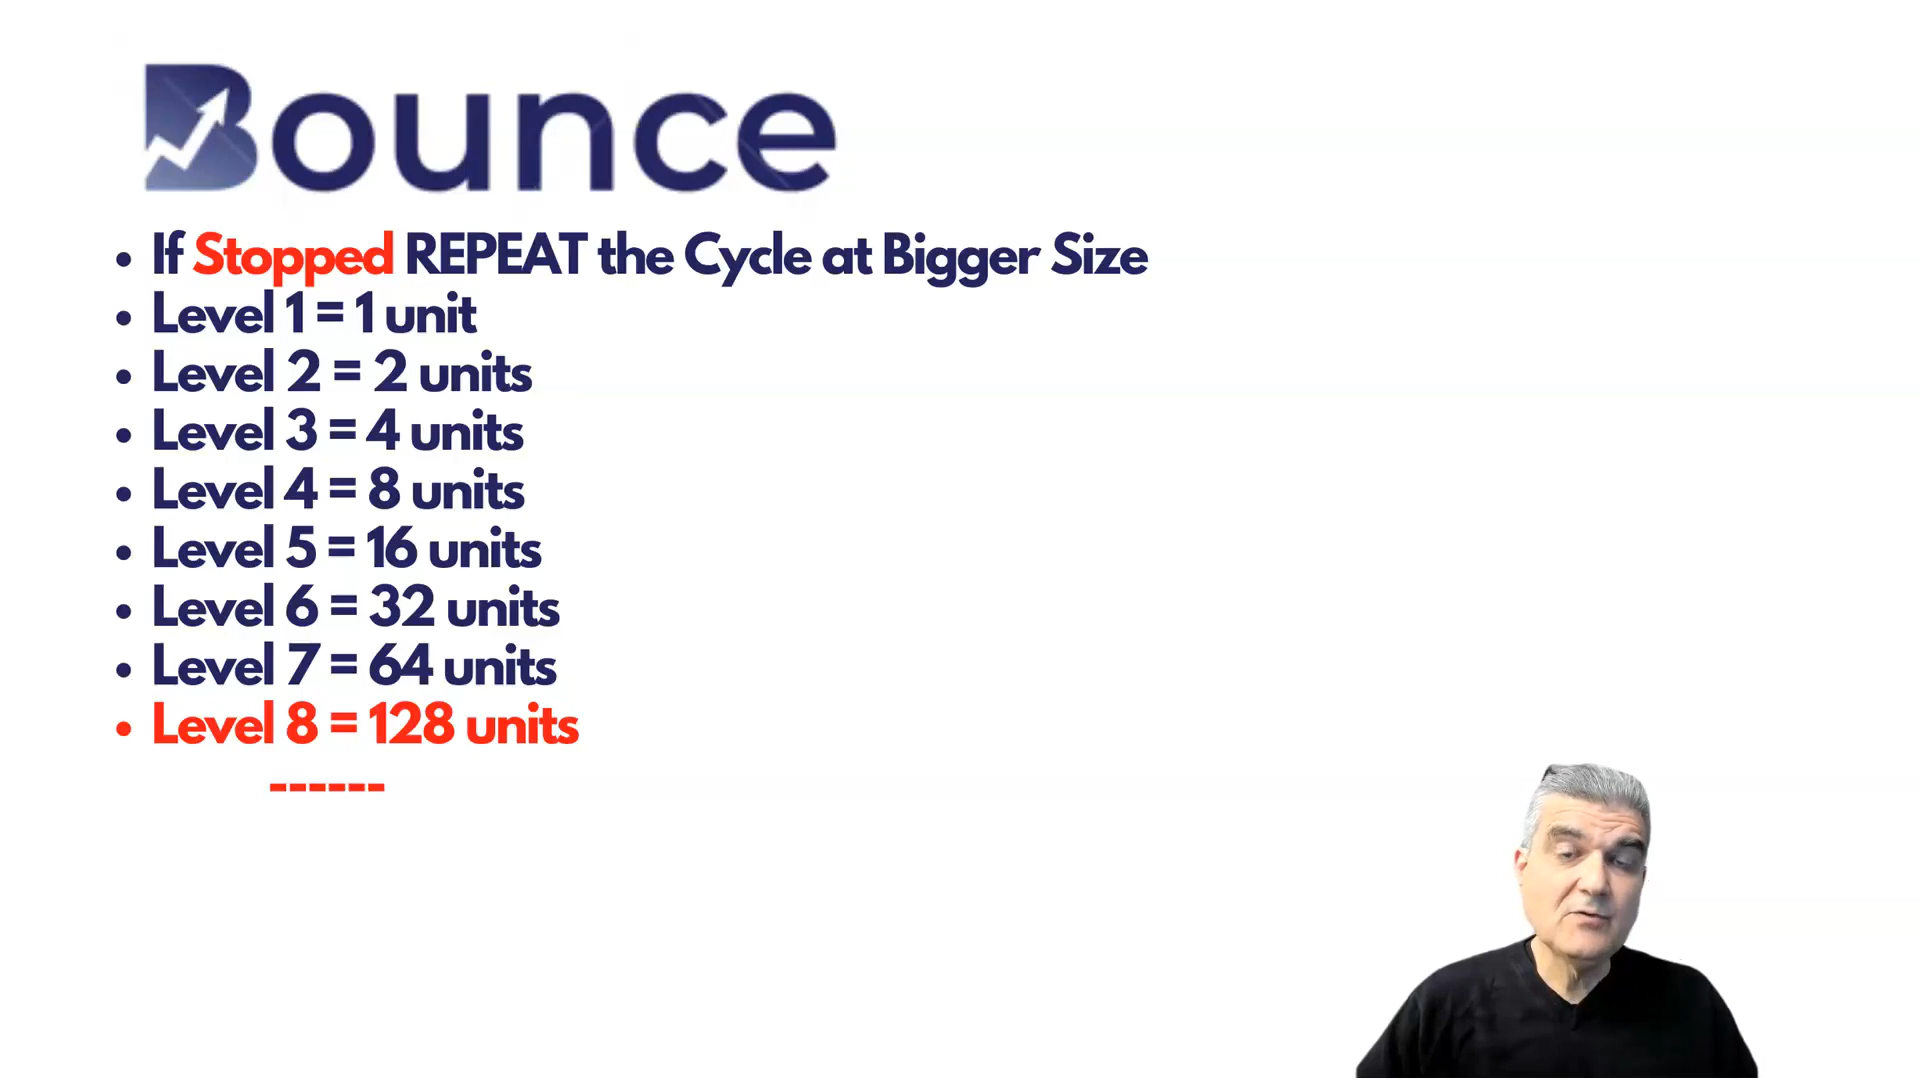 Bounce
• If Stopped REPEAT the Cycle at Bigger Size
• Level 1 = 1 unit
• Level 2 = 2 units
• Level 3 = 4 units
• Level 4 = 8 units
• Level 5 = 16 units
• Level 6 = 32 units
• Level 7 = 64 units
• Level 8 = 128 units
------